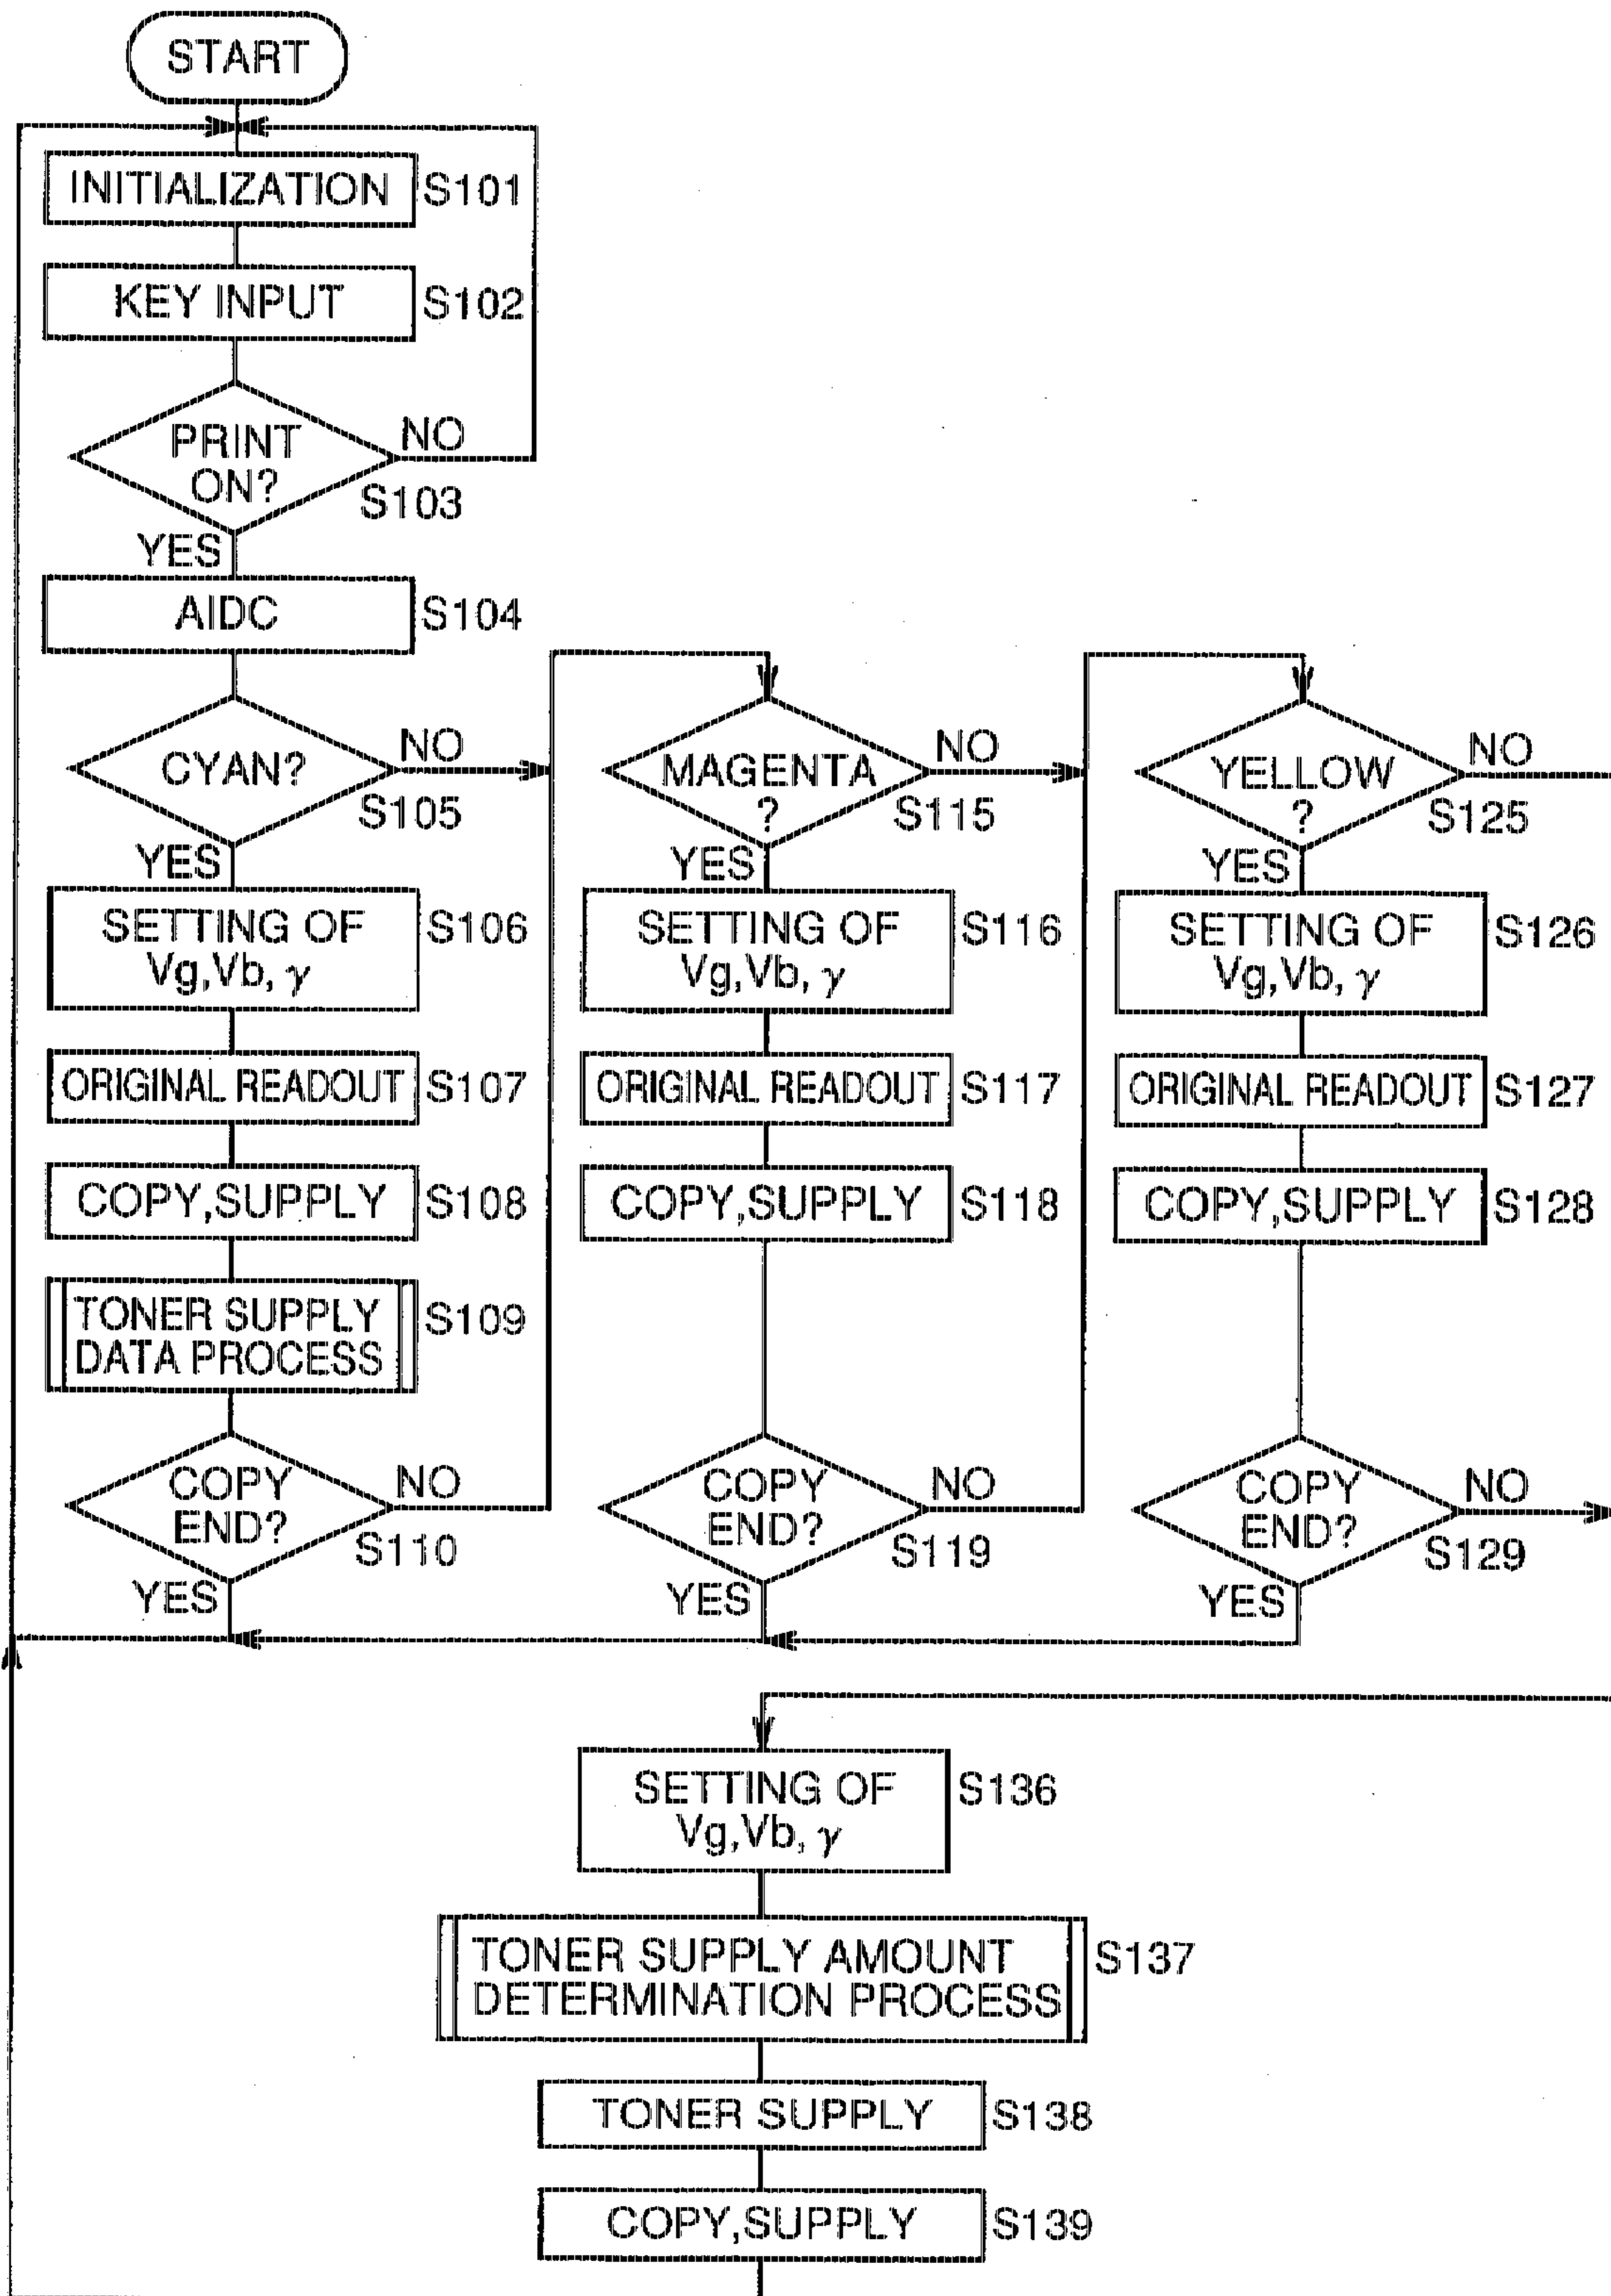 START
INITIALIZATION S101
KEY INPUT S102
PRINT
ON?
NO
S103
YES
AIDC S104
CYAN?
NO
S105
YES
SETTING OF
Vg,Vb, γ
S106
ORIGINAL READOUT S107
COPY,SUPPLY S108
TONER SUPPLY
DATA PROCESS
S109
COPY
END?
NO
S110
YES
MAGENTA
?
NO
S115
YES
SETTING OF
Vg,Vb, γ
S116
ORIGINAL READOUT S117
COPY,SUPPLY S118
COPY
END?
NO
S119
YES
YELLOW
?
NO
S125
YES
SETTING OF
Vg,Vb, γ
S126
ORIGINAL READOUT S127
COPY,SUPPLY S128
COPY
END?
NO
S129
YES
SETTING OF
Vg,Vb, γ
S136
TONER SUPPLY AMOUNT
DETERMINATION PROCESS
S137
TONER SUPPLY S138
COPY,SUPPLY S139